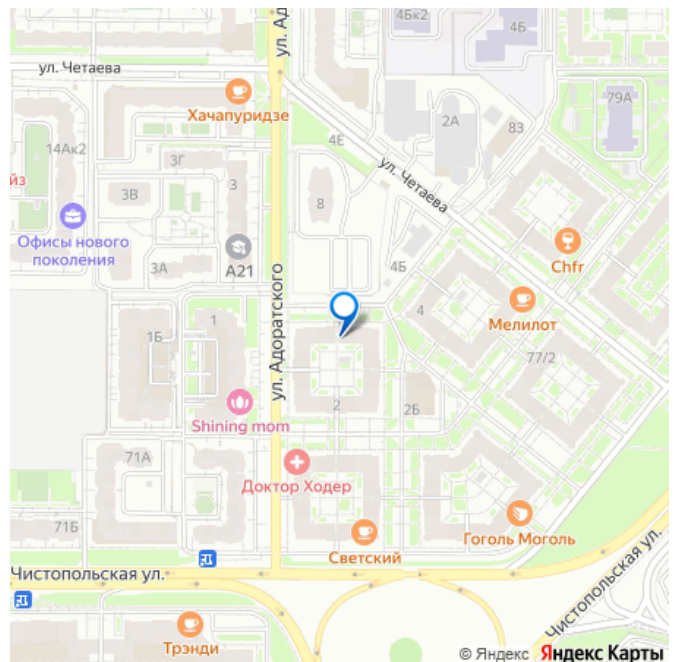 4Бк2
4Б
ул. Ад
ул. Четаева
Хачапуридзе
79А
2А
83
4Е
14Ак2
3Г
йз
3В
3
ул. Четаева
8
Офисы нового
поколения
А21
3А
4Б
Chfr
4
Мелилот
ул. Адоратского
1Б
1
77/2
2
2Б
Shining mom
71А
Доктор Ходер
71Б
Светский
Гоголь Моголь
Чистопольская ул.
Чистопольская ул.
Трэнди
© Яндекс Яндекс Карты